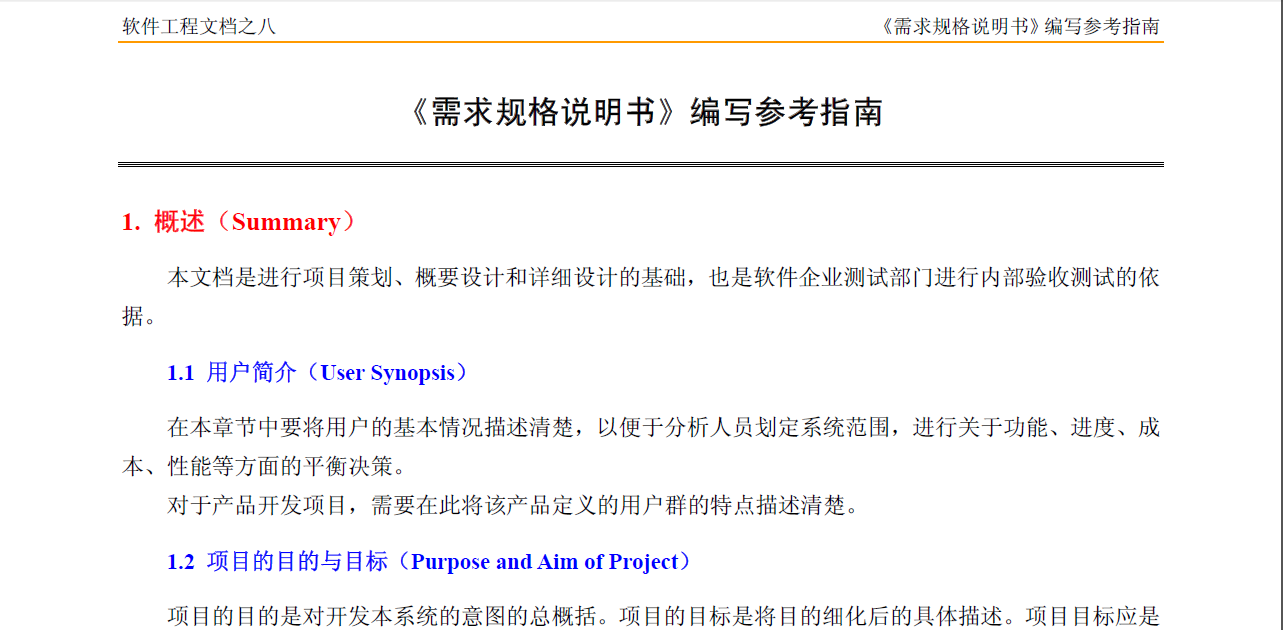 软件工程文档之八 《需求规格说明书》编写参考指南
《需求规格说明书》编写参考指南
1. 概述（Summary）
本文档是进行项目策划、概要设计和详细设计的基础，也是软件企业测试部门进行内部验收测试的依
据。
1.1 用户简介（User Synopsis）
在本章节中要将用户的基本情况描述清楚，以便于分析人员划定系统范围，进行关于功能、进度、成
本、性能等方面的平衡决策。
对于产品开发项目，需要在此将该产品定义的用户群的特点描述清楚。
1.2 项目的目的与目标（Purpose and Aim of Project）
项目的目的是对开发本系统的意图的总概括。项目的目标是将目的细化后的具体描述。项目目标应是